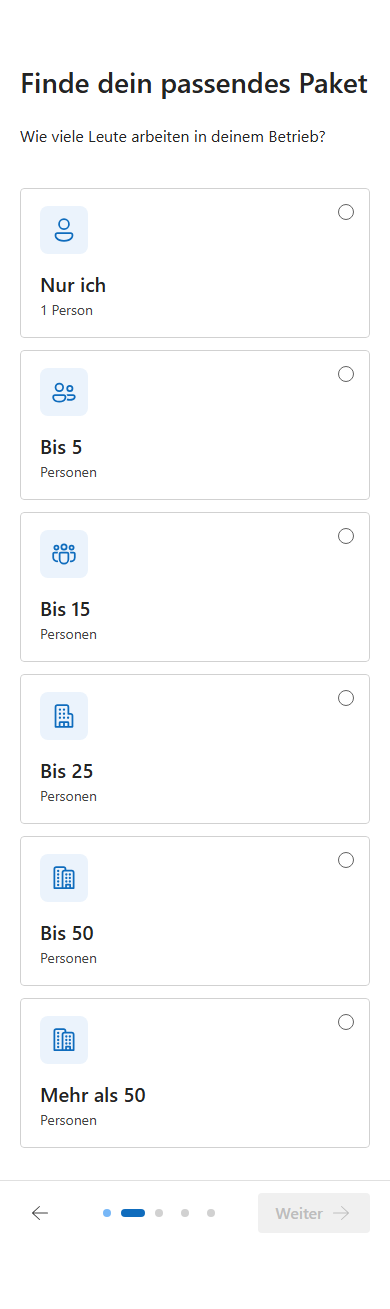 Finde dein passendes Paket
Wie viele Leute arbeiten in deinem Betrieb?
Nur ich
1 Person
Bis 5
Personen
Bis 15
Personen
Bis 25
Personen
Bis 50
Personen
Mehr als 50
Personen
Weiter